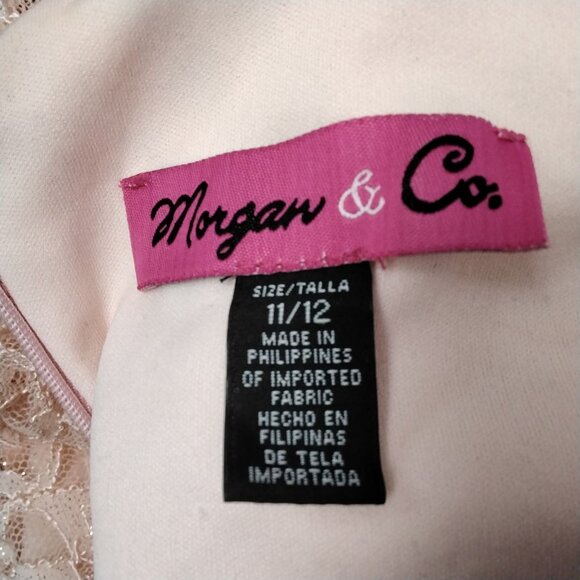 Morgan & Co.
SIZE/TALLA
11/12
MADE IN
PHILIPPINES
OF IMPORTED
FABRIC
HECHO EN
FILIPINAS
DE TELA
IMPORTADA